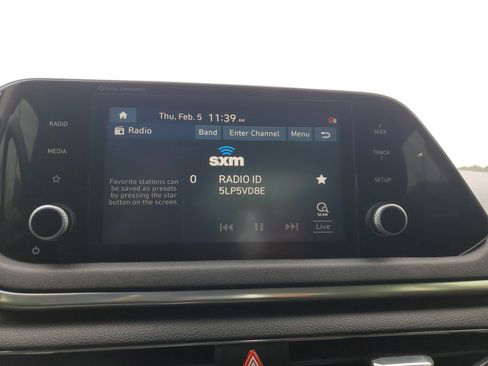 Thu, Feb. 5 11:39 AM
RADIO
Radio
Band
Enter Channel
Menu
SEEK
MEDIA
sxm
TRACK
0 RADIO ID
5LP5VD8E
SETUP
Favorite stations can
be saved as presets
by pressing the star
button on the screen.
SCAN
Live